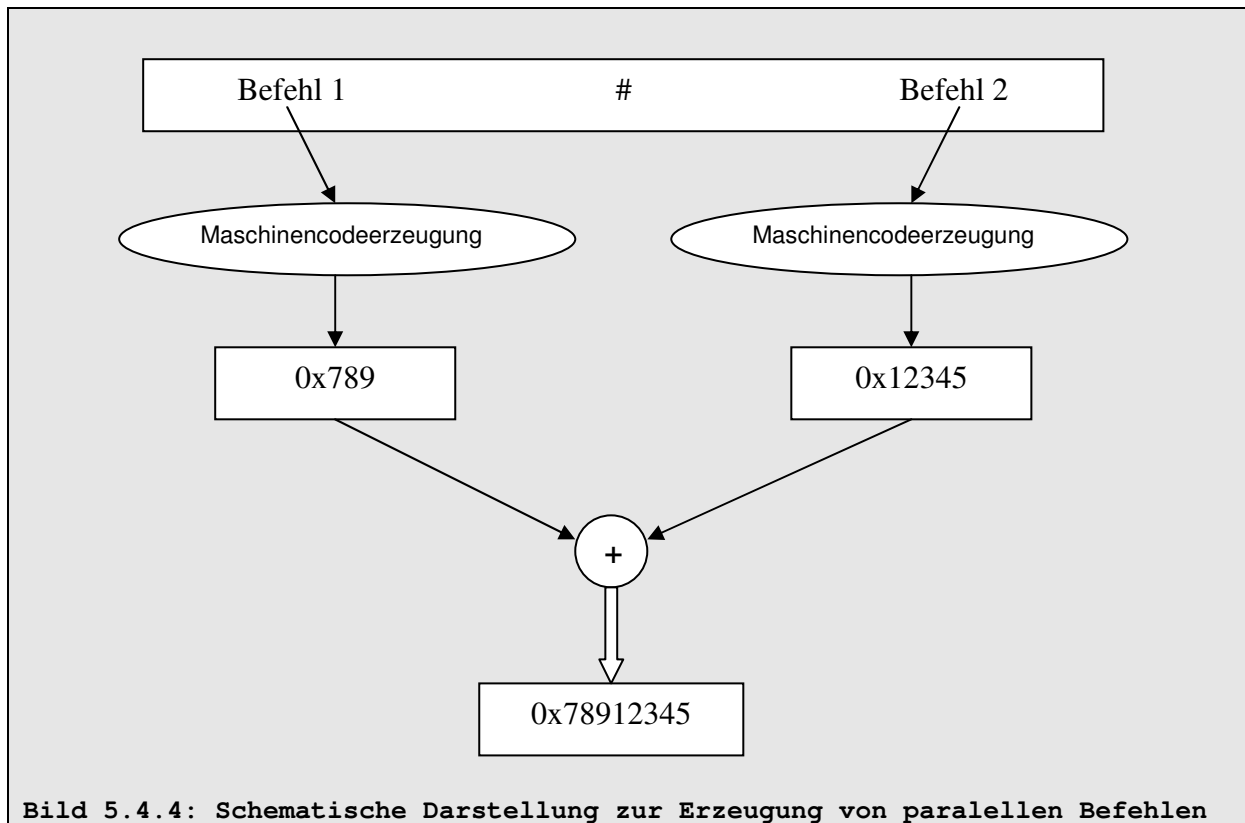 Befehl 1 # Befehl 2
Maschinencodeerzeugung Maschinencodeerzeugung
0x789 0x12345
+
0x78912345
Bild 5.4.4: Schematische Darstellung zur Erzeugung von paralellen Befehlen